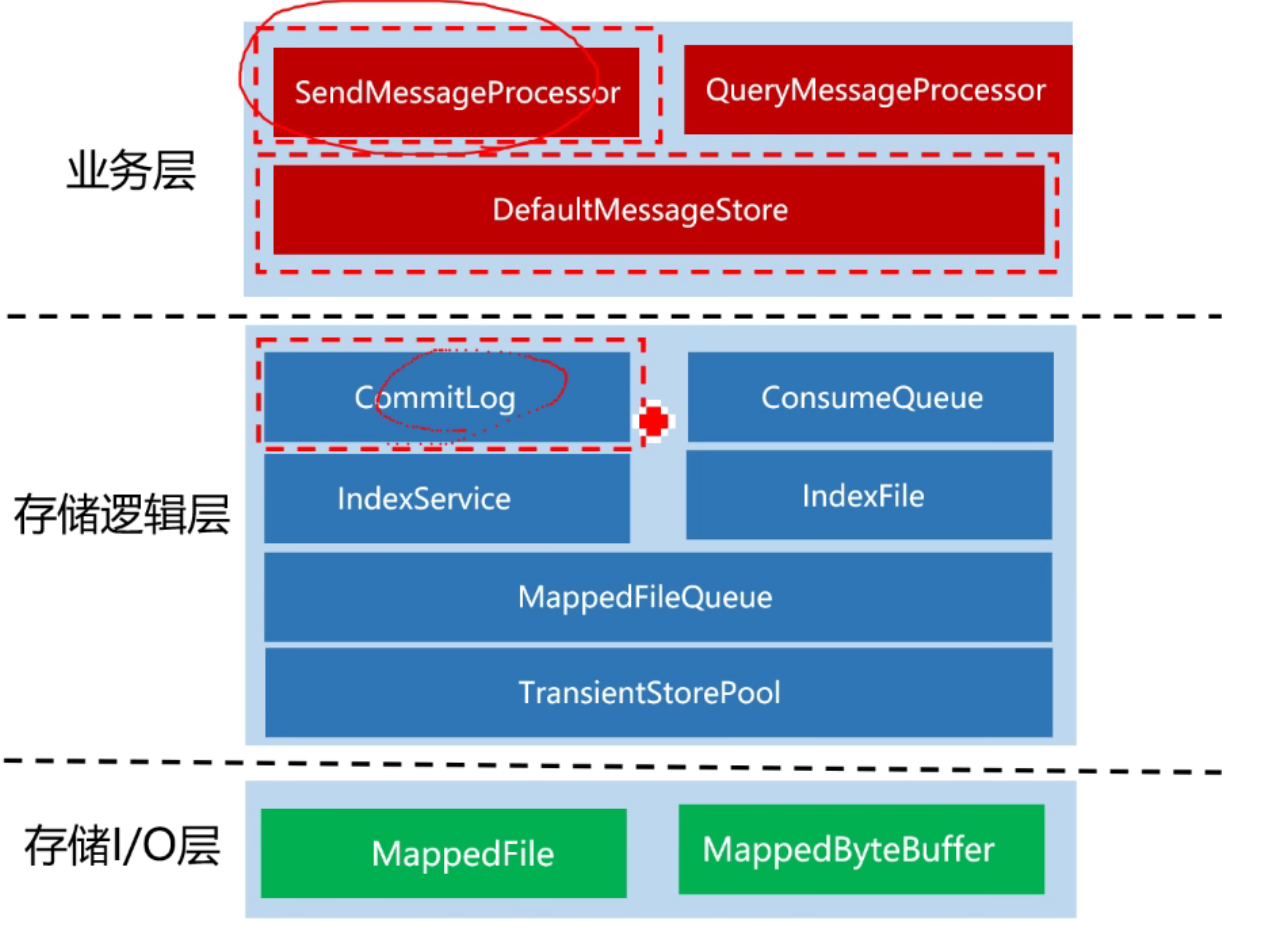 SendMessageProcessor
QueryMessageProcessor
业务层
DefaultMessageStore
CommitLog
ConsumeQueue
存储逻辑层
IndexService
IndexFile
MappedFileQueue
TransientStorePool
存储I/O层
MappedFile
MappedByteBuffer